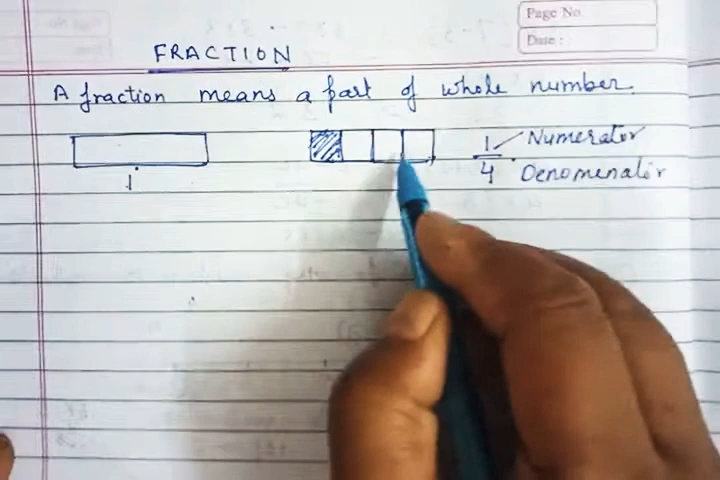 Page No.
Date :
FRACTION
A fraction means a part of whole number.
1
1 Numerator
4 Denomenator